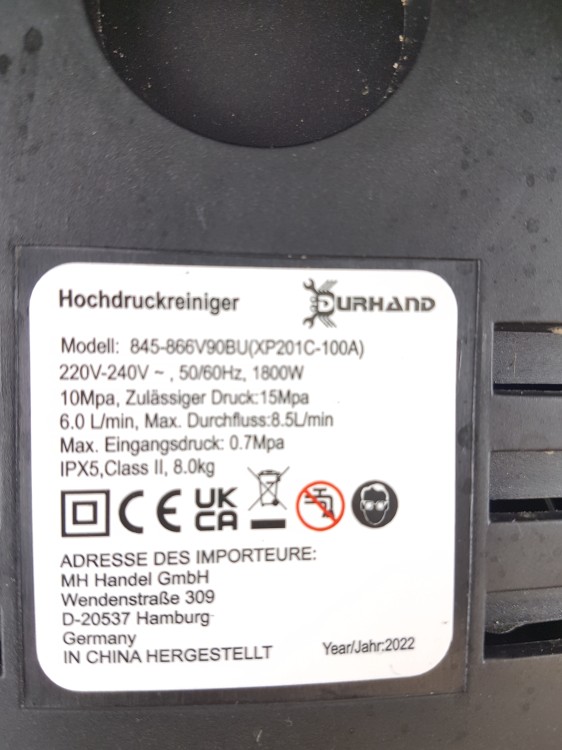 Hochdruckreiniger
DURHAND
Modell: 845-866V90BU(XP201C-100A)
220V-240V ~ , 50/60Hz, 1800W
10Mpa, Zulässiger Druck:15Mpa
6.0 L/min, Max. Durchfluss:8.5L/min
Max. Eingangsdruck: 0.7Mpa
IPX5,Class II, 8.0kg
CE UK
CA
ADRESSE DES IMPORTEURE:
MH Handel GmbH
Wendenstraße 309
D-20537 Hamburg
Germany
IN CHINA HERGESTELLT
Year/Jahr:2022